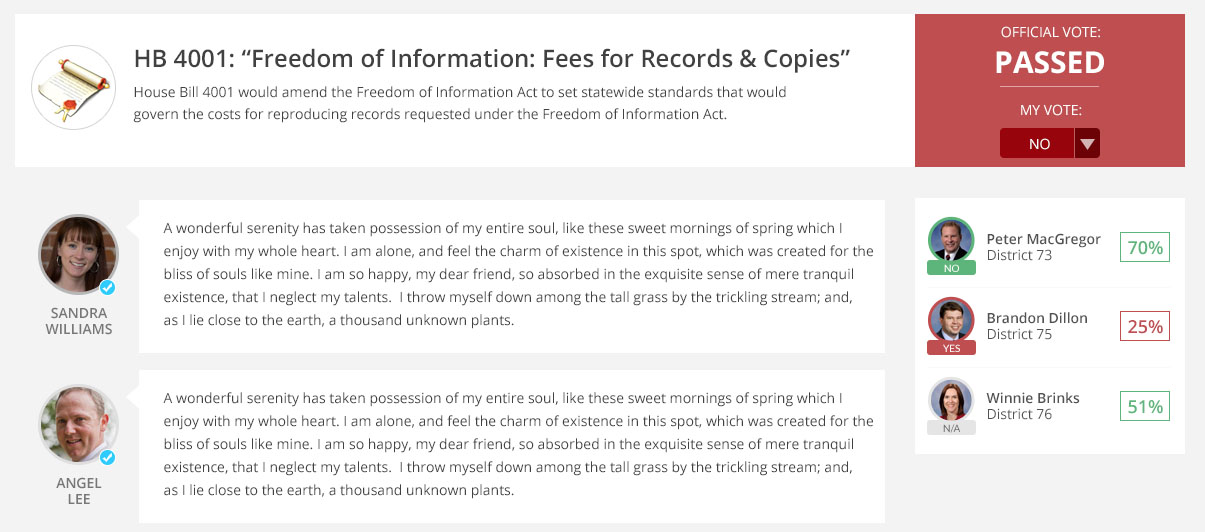 HB 4001: “Freedom of Information: Fees for Records & Copies”
House Bill 4001 would amend the Freedom of Information Act to set statewide standards that would
govern the costs for reproducing records requested under the Freedom of Information Act.
OFFICIAL VOTE:
PASSED
MY VOTE:
NO
SANDRA
WILLIAMS
A wonderful serenity has taken possession of my entire soul, like these sweet mornings of spring which I
enjoy with my whole heart. I am alone, and feel the charm of existence in this spot, which was created for the
bliss of souls like mine. I am so happy, my dear friend, so absorbed in the exquisite sense of mere tranquil
existence, that I neglect my talents.  I throw myself down among the tall grass by the trickling stream; and,
as I lie close to the earth, a thousand unknown plants.
ANGEL
LEE
A wonderful serenity has taken possession of my entire soul, like these sweet mornings of spring which I
enjoy with my whole heart. I am alone, and feel the charm of existence in this spot, which was created for the
bliss of souls like mine. I am so happy, my dear friend, so absorbed in the exquisite sense of mere tranquil
existence, that I neglect my talents.  I throw myself down among the tall grass by the trickling stream; and,
as I lie close to the earth, a thousand unknown plants.
NO
Peter MacGregor
District 73
70%
YES
Brandon Dillon
District 75
25%
N/A
Winnie Brinks
District 76
51%